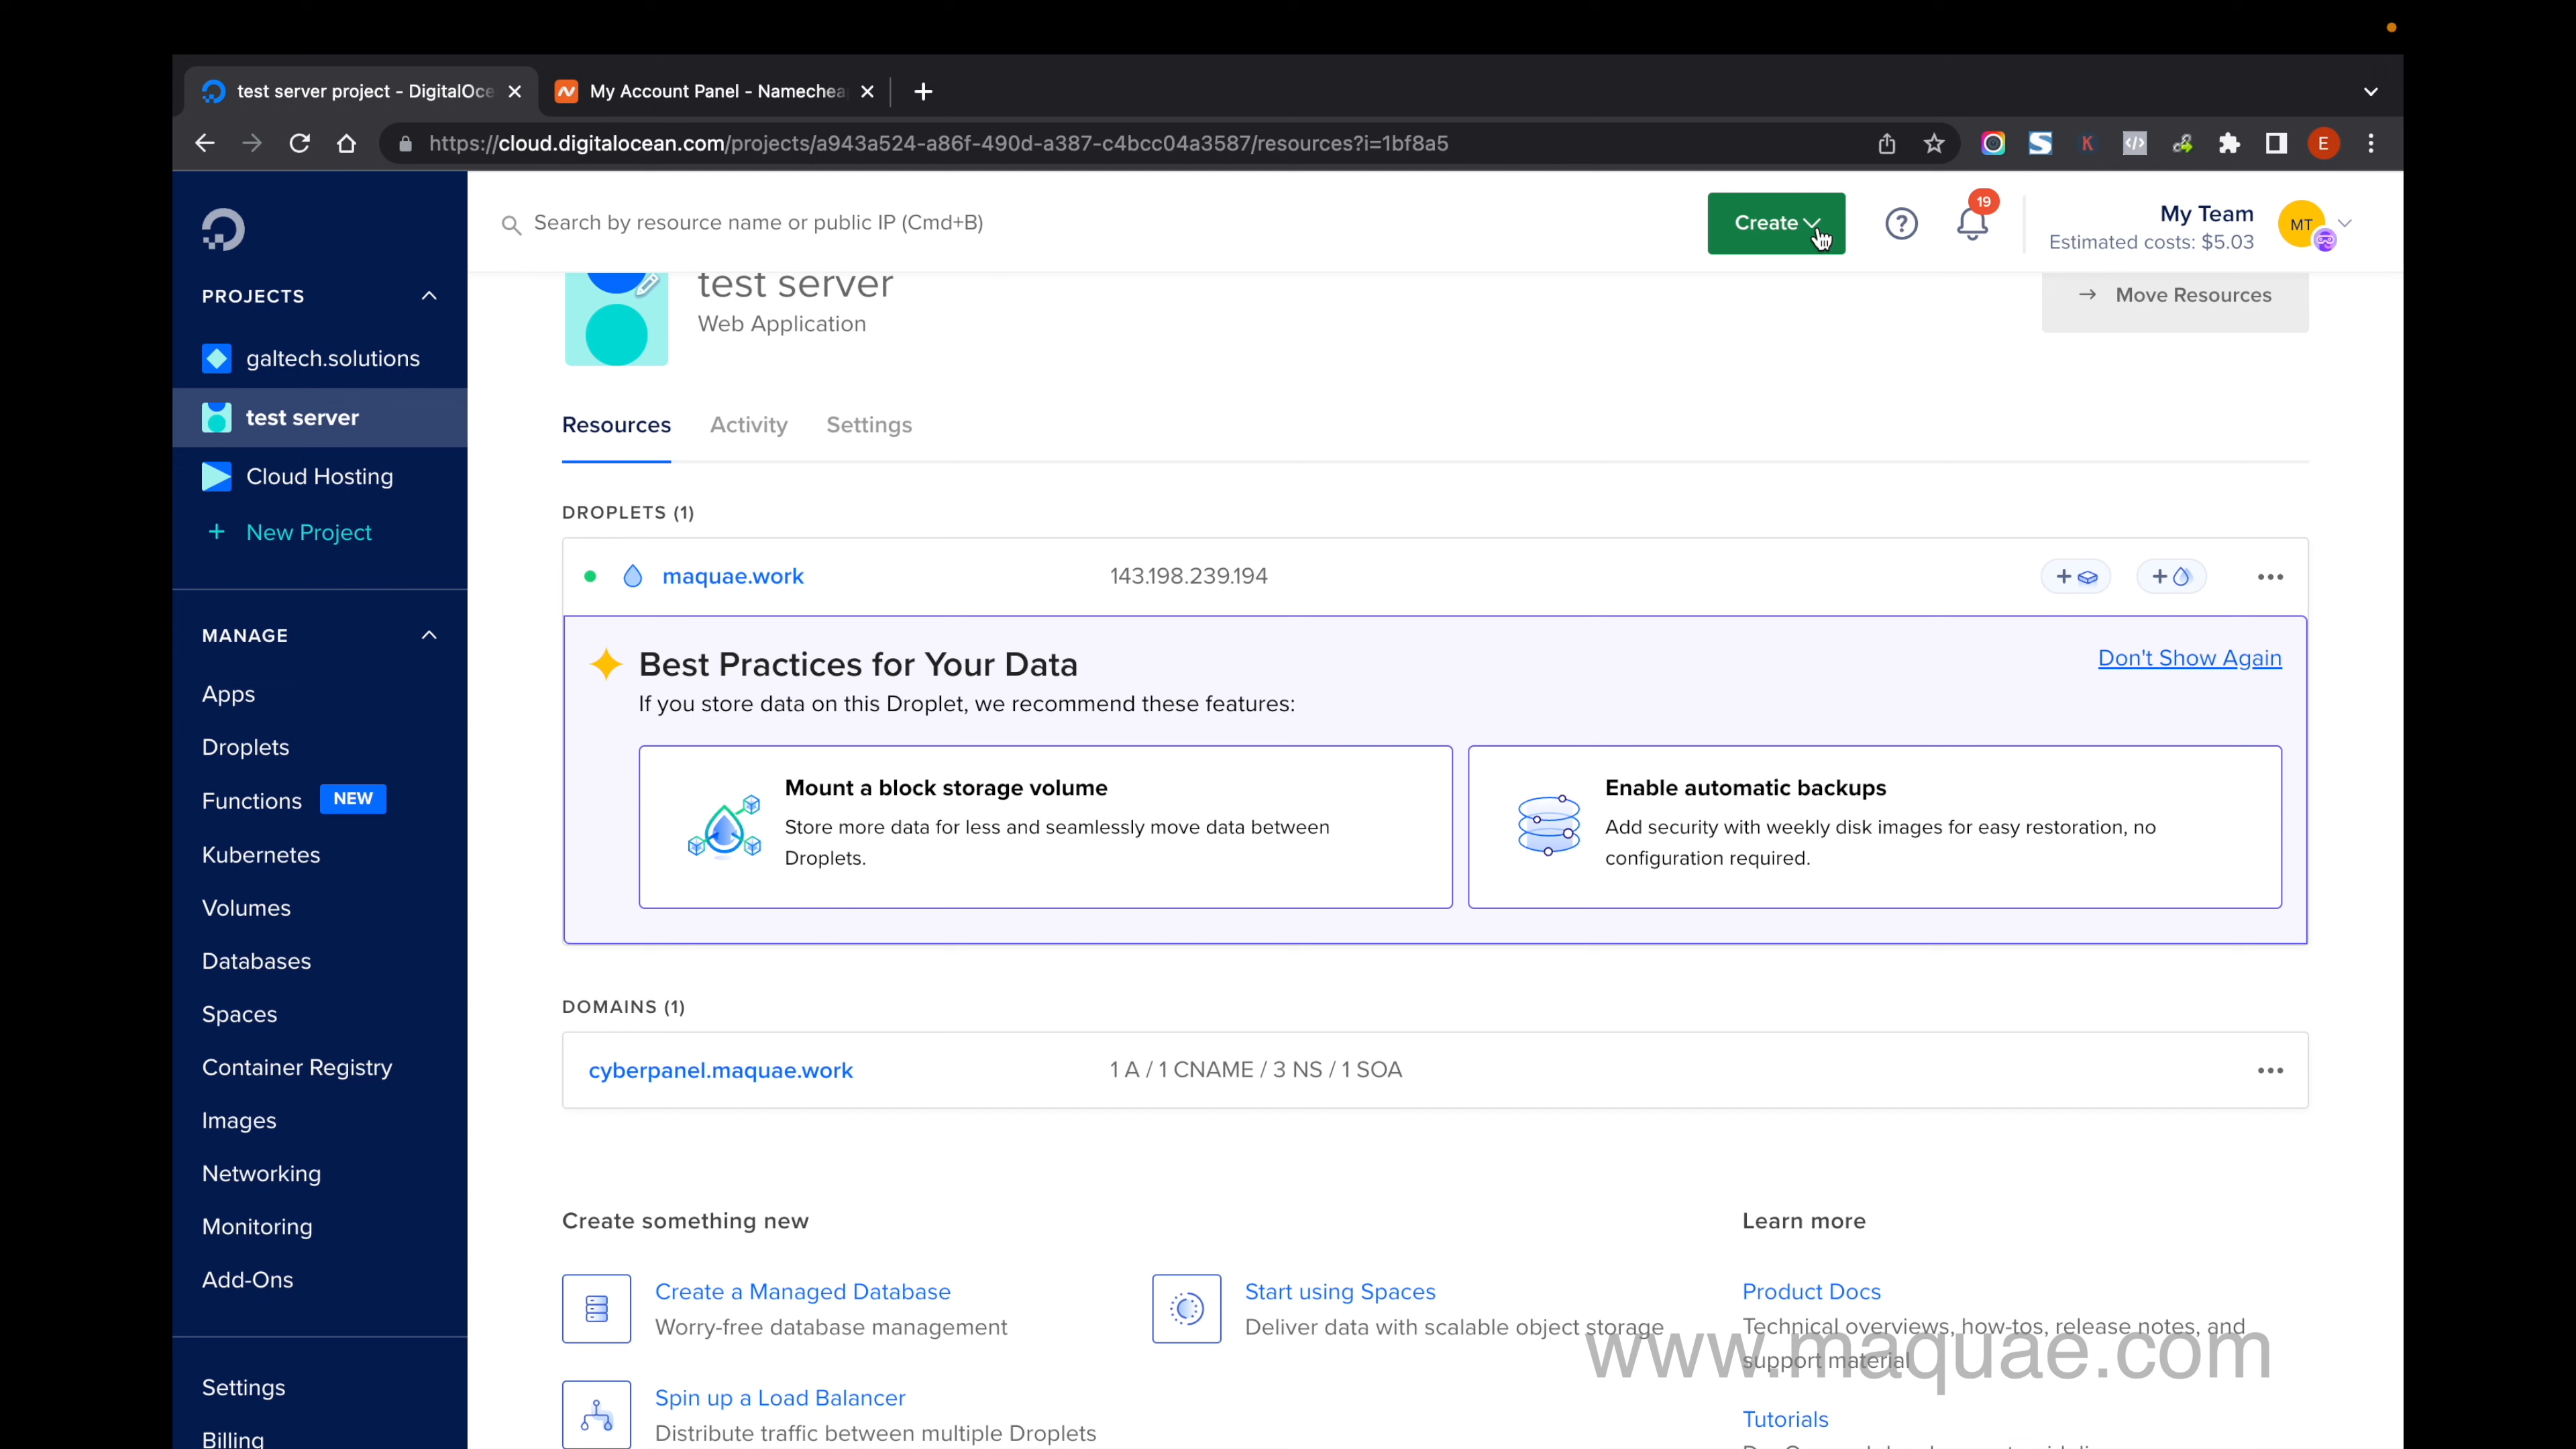 test server project - DigitalOce
My Account Panel - Namechea
https://cloud.digitalocean.com/projects/a943a524-a86f-490d-a387-c4bcc04a3587/resources?i=1bf8a5
E
Search by resource name or public IP (Cmd+B)
Create
19
My Team
Estimated costs: $5.03
MT
PROJECTS
galtech.solutions
test server
Cloud Hosting
+ New Project
MANAGE
Apps
Droplets
Functions NEW
Kubernetes
Volumes
Databases
Spaces
Container Registry
Images
Networking
Monitoring
Add-Ons
Settings
Billing
test server
Web Application
→ Move Resources
Resources Activity Settings
DROPLETS (1)
maquae.work 143.198.239.194
Best Practices for Your Data
Don't Show Again
If you store data on this Droplet, we recommend these features:
Mount a block storage volume
Store more data for less and seamlessly move data between
Droplets.
Enable automatic backups
Add security with weekly disk images for easy restoration, no
configuration required.
DOMAINS (1)
cyberpanel.maquae.work 1 A / 1 CNAME / 3 NS / 1 SOA
Create something new
Create a Managed Database
Worry-free database management
Start using Spaces
Deliver data with scalable object storage
Spin up a Load Balancer
Distribute traffic between multiple Droplets
Learn more
Product Docs
Technical overviews, how-tos, release notes, and
support material
Tutorials
www.maquae.com